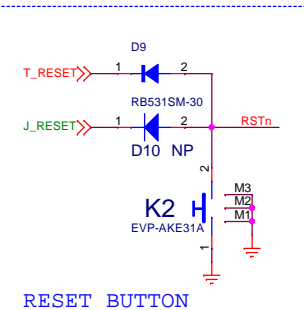 D9
T_RESET 1 2
RB531SM-30
J_RESET 1 2 RSTn
D10 NP
2
K2
EVP-AKE31A
M3
M2
M1
1
RESET BUTTON